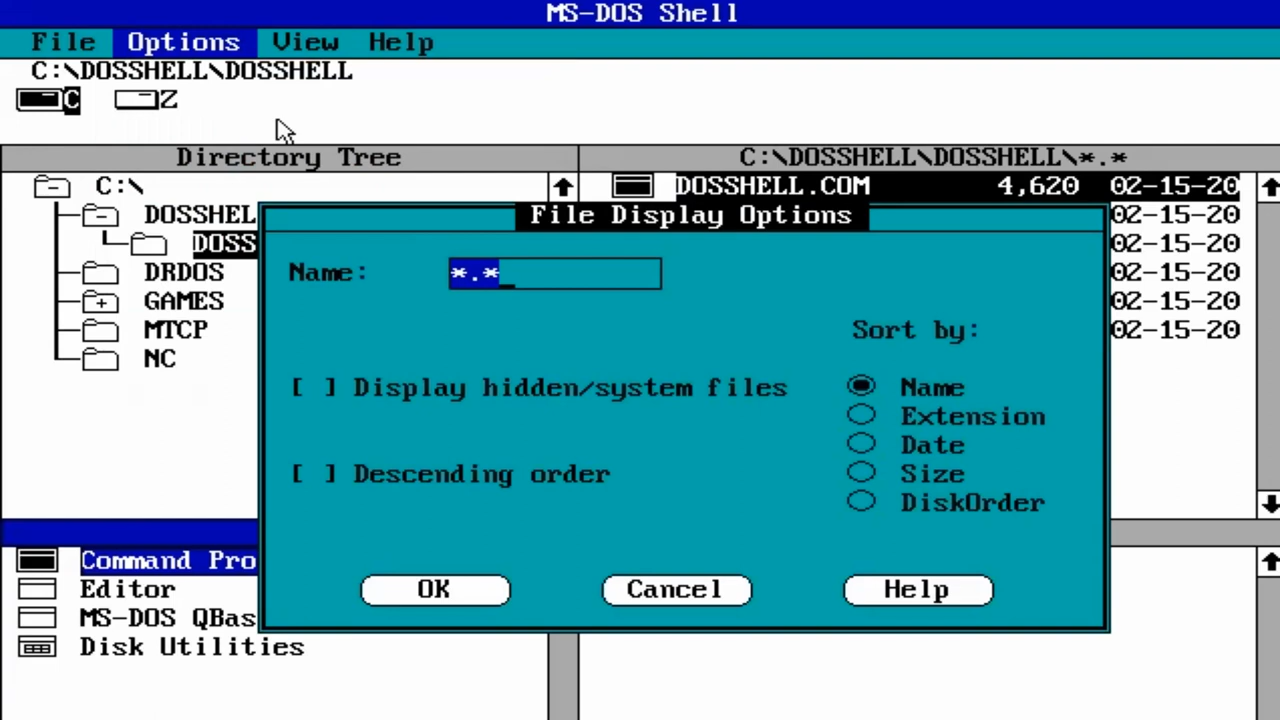 MS-DOS Shell
File Options View Help
C:\DOSSHELL\DOSSHELL
C Z
Directory Tree C:\DOSSHELL\DOSSHELL\*.*
C:\ DOSSHELL.COM 4,620 02-15-20
DOSSHEL 02-15-20
DOSS 02-15-20
DRDOS 02-15-20
GAMES 02-15-20
MTCP 02-15-20
NC
File Display Options
Name: *.*
Sort by:
[ ] Display hidden/system files
Name
Extension
Date
[ ] Descending order
Size
DiskOrder
OK Cancel Help
Command Pro
Editor
MS-DOS QBas
Disk Utilities